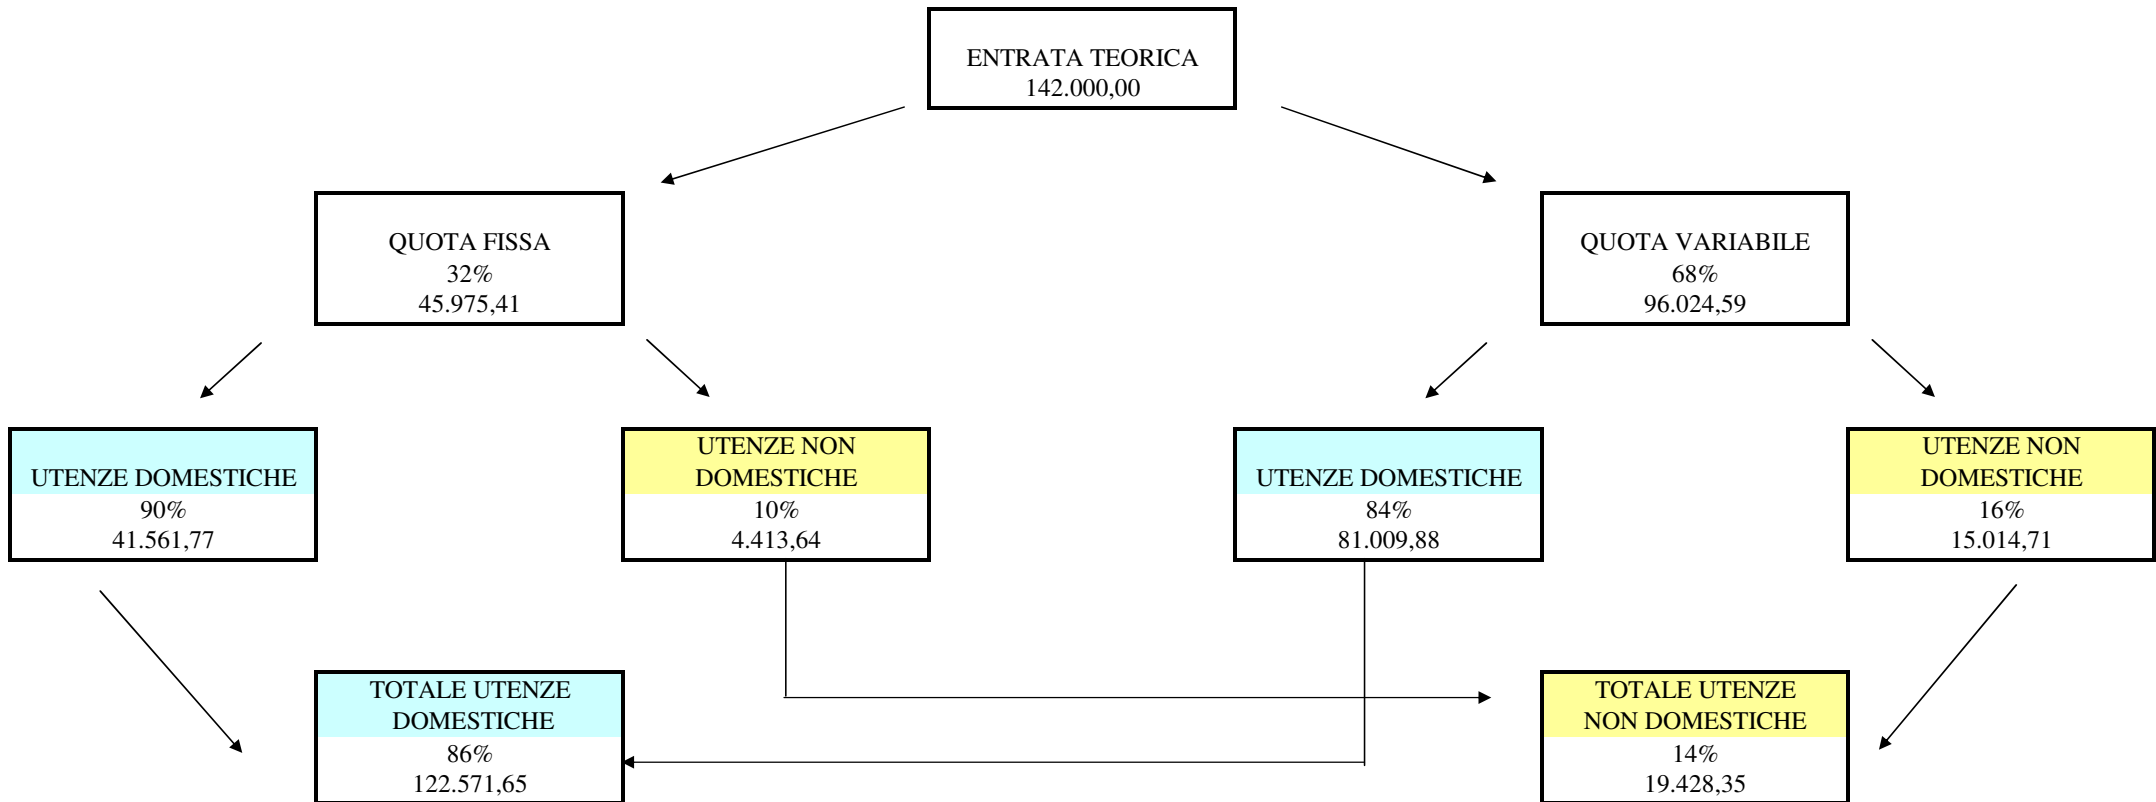 ENTRATA TEORICA
142.000,00
QUOTA FISSA
32%
45.975,41
QUOTA VARIABILE
68%
96.024,59
UTENZE DOMESTICHE
90%
41.561,77
UTENZE NON
DOMESTICHE
10%
4.413,64
UTENZE DOMESTICHE
84%
81.009,88
UTENZE NON
DOMESTICHE
16%
15.014,71
TOTALE UTENZE
DOMESTICHE
86%
122.571,65
TOTALE UTENZE
NON DOMESTICHE
14%
19.428,35